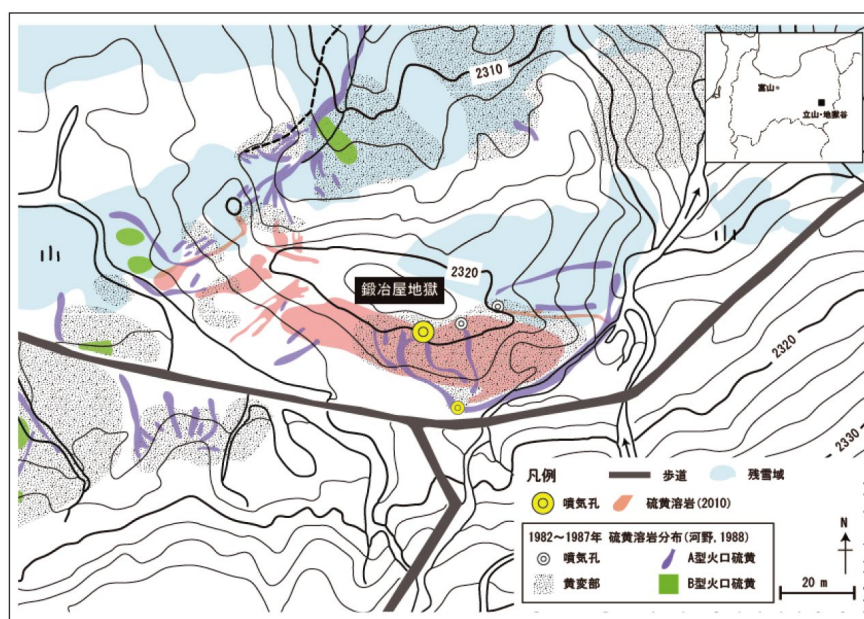 2310
富山
立山・地獄谷
2320
鍛冶屋地獄
2320
2330
凡例
歩道
残雪域
噴気孔
硫黄溶岩(2010)
1982～1987年 硫黄溶岩分布(河野,1988)
噴気孔
A型火口硫黄
黄変部
B型火口硫黄
N
20 m